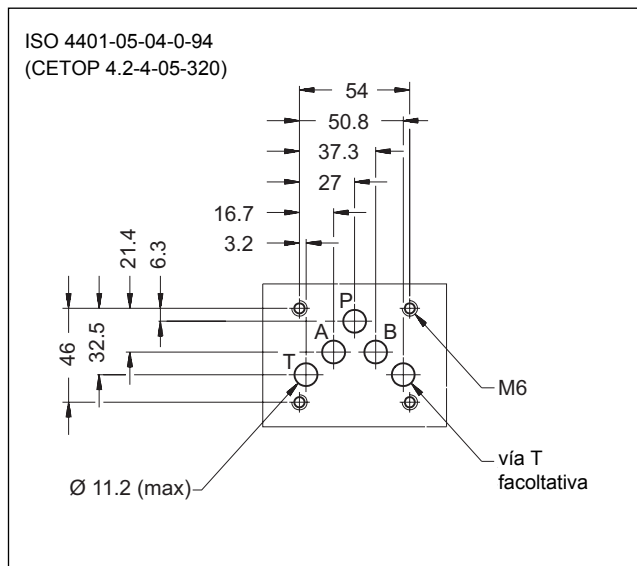 ISO 4401-05-04-0-94
(CETOP 4.2-4-05-320)
54
50.8
37.3
27
16.7
3.2
21.4
6.3
46
32.5
P
A
B
T
M6
Ø 11.2 (max)
vía T
facoltativa